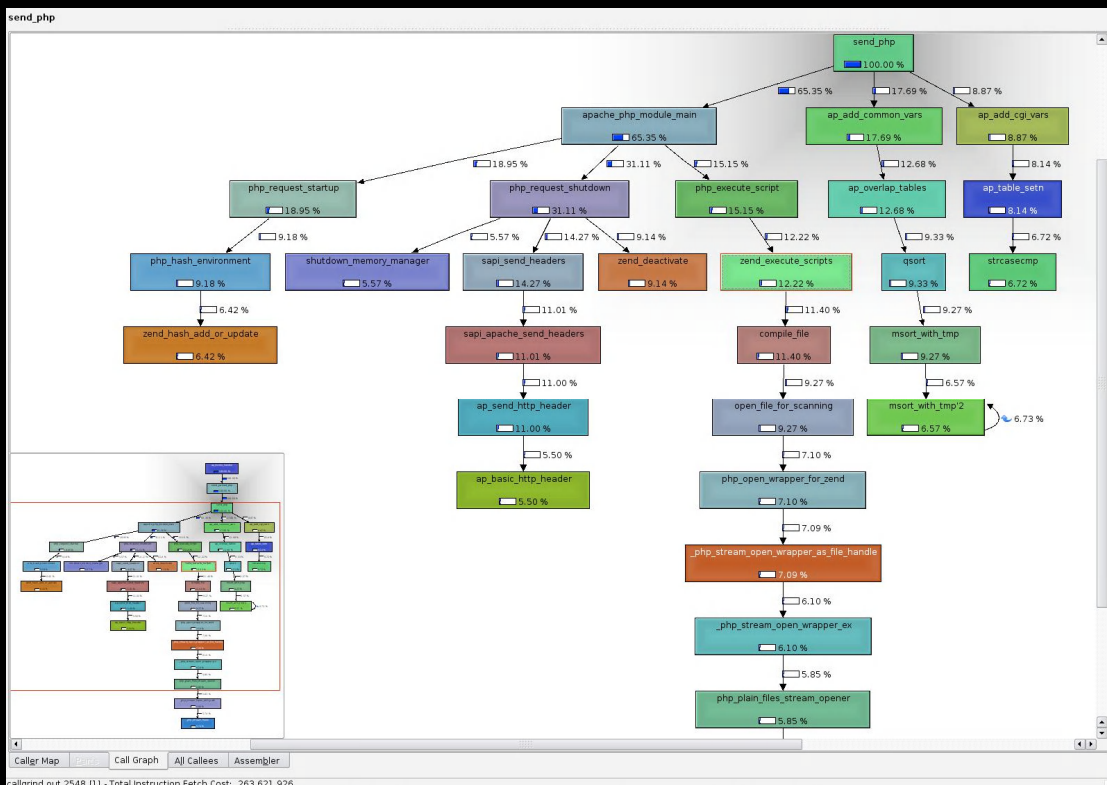 send_php
send_php
100.00 %
65.35 %
17.69 %
8.87 %
apache_php_module_main
65.35 %
ap_add_common_vars
17.69 %
ap_add_cgi_vars
8.87 %
18.95 %
31.11 %
15.15 %
12.68 %
8.14 %
php_request_startup
18.95 %
php_request_shutdown
31.11 %
php_execute_script
15.15 %
ap_overlap_tables
12.68 %
ap_table_setn
8.14 %
9.18 %
5.57 %
14.27 %
9.14 %
12.22 %
9.33 %
6.72 %
php_hash_environment
9.18 %
shutdown_memory_manager
5.57 %
sapi_send_headers
14.27 %
zend_deactivate
9.14 %
zend_execute_scripts
12.22 %
qsort
9.33 %
strcasecmp
6.72 %
6.42 %
11.01 %
11.40 %
9.27 %
zend_hash_add_or_update
6.42 %
sapi_apache_send_headers
11.01 %
compile_file
11.40 %
msort_with_tmp
9.27 %
11.00 %
9.27 %
6.57 %
ap_send_http_header
11.00 %
open_file_for_scanning
9.27 %
msort_with_tmp'2
6.57 %
6.73 %
5.50 %
7.10 %
ap_basic_http_header
5.50 %
php_open_wrapper_for_zend
7.10 %
7.09 %
_php_stream_open_wrapper_as_file_handle
7.09 %
6.10 %
_php_stream_open_wrapper_ex
6.10 %
5.85 %
php_plain_files_stream_opener
5.85 %
Caller Map
Call Graph
All Callees
Assembler
callgrind.out.2548 [1] - Total Instruction Fetch Cost: 263 621 926